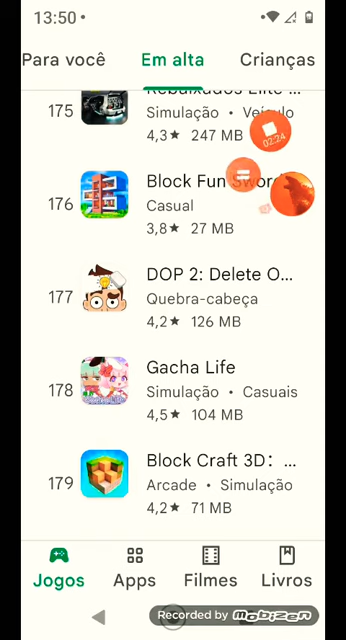 13:50
Para você Em alta Crianças
Rebaixados Elite ...
175
Simulação • Veículo
4,3★ 247 MB
02:24
Block Fun Sword
176
Casual
3,8★ 27 MB
DOP 2: Delete O...
177
Quebra-cabeça
4,2★ 126 MB
Gacha Life
178
Simulação • Casuais
4,5★ 104 MB
Block Craft 3D: ...
179
Arcade • Simulação
4,2★ 71 MB
Jogos Apps Filmes Livros
Recorded by mobizen